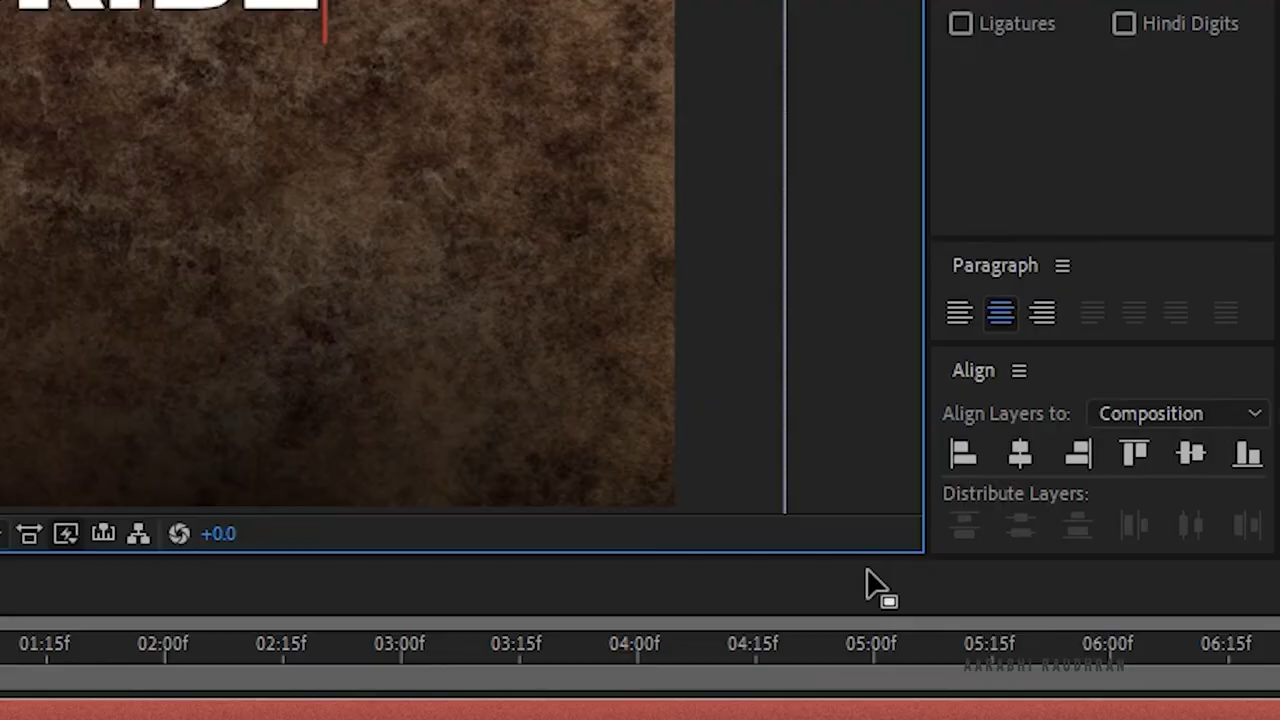 RIDE
Ligatures Hindi Digits
Paragraph
Align
Align Layers to: Composition
Distribute Layers:
+0.0
01:15f 02:00f 02:15f 03:00f 03:15f 04:00f 04:15f 05:00f 05:15f 06:00f 06:15f